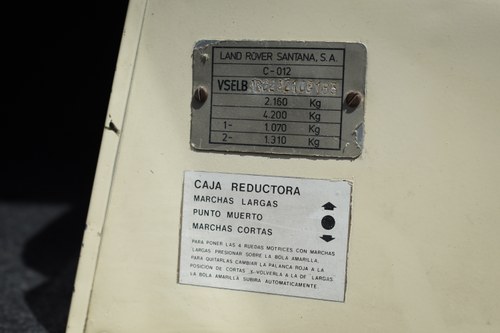 LAND ROVER SANTANA, S.A.
C-012
VSELB
2.160 Kg
4.200 Kg
1- 1.070 Kg
2- 1.310 Kg
CAJA REDUCTORA
MARCHAS LARGAS
PUNTO MUERTO
MARCHAS CORTAS
PARA PONER LAS 4 RUEDAS MOTRICES CON MARCHAS
LARGAS: PRESIONAR SOBRE LA BOLA AMARILLA.
PARA QUITARLAS CAMBIAR LA PALANCA ROJA A LA
POSICION DE CORTAS Y VOLVERLA A LA DE LARGAS
LA BOLA AMARILLA SUBIRA AUTOMATICAMENTE.